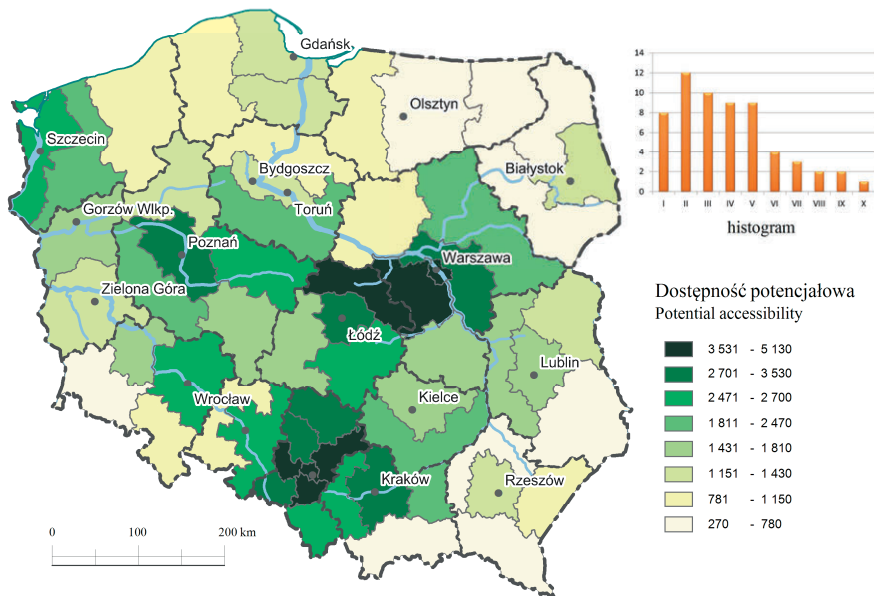 Gdańsk
Olsztyn
Szczecin
Białystok
Bydgoszcz
Toruń
Gorzów Wlkp.
Poznań
Warszawa
Zielona Góra
Łódź
Lublin
Wrocław
Kielce
Kraków
Rzeszów
0 100 200 km
14
12
10
8
6
4
2
0
I II III IV V VI VII VIII IX X
histogram
Dostępność potencjałowa
Potential accessibility
3 531 - 5 130
2 701 - 3 530
2 471 - 2 700
1 811 - 2 470
1 431 - 1 810
1 151 - 1 430
781 - 1 150
270 - 780